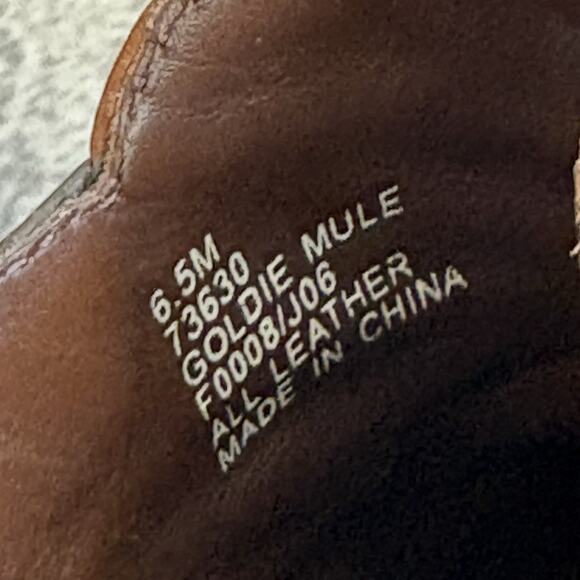 6.5M
73630
GOLDIE MULE
F0008/J06
ALL LEATHER
MADE IN CHINA